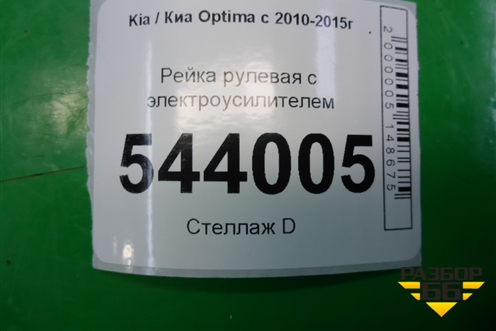 Kia / Киа Optima с 2010-2015г
Рейка рулевая с
электроусилителем
544005
Стеллаж D
2000005148675
РАЗБОР
66